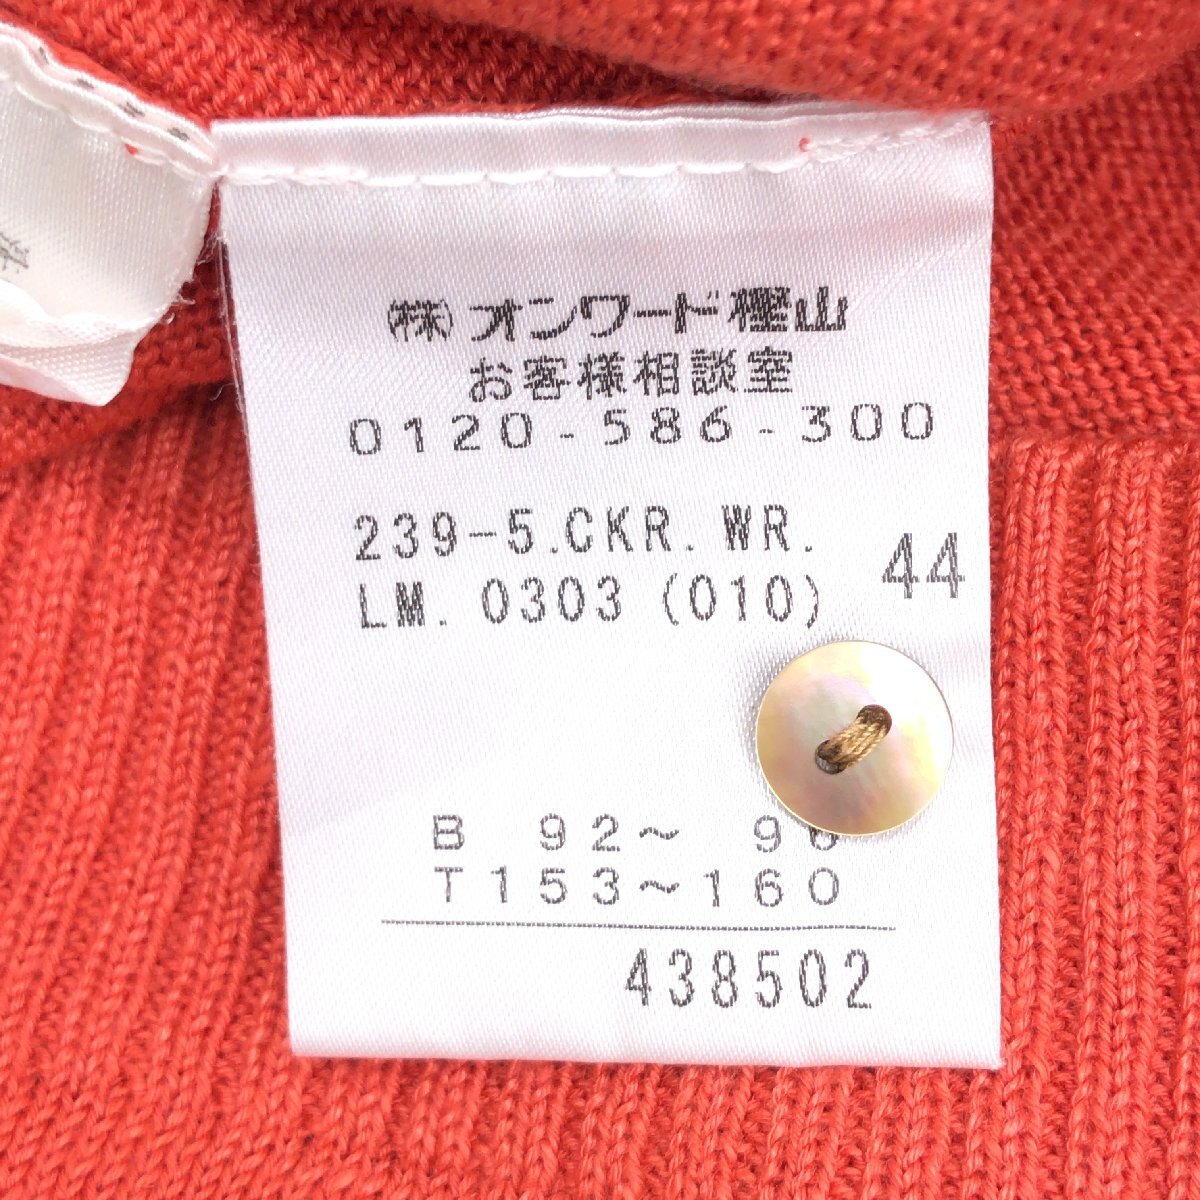 (株)オンワード樫山
お客様相談室
0120-586-300
239-5.CKR.WR.
LM.0303(010)
44
B 92~
T153~160
438502